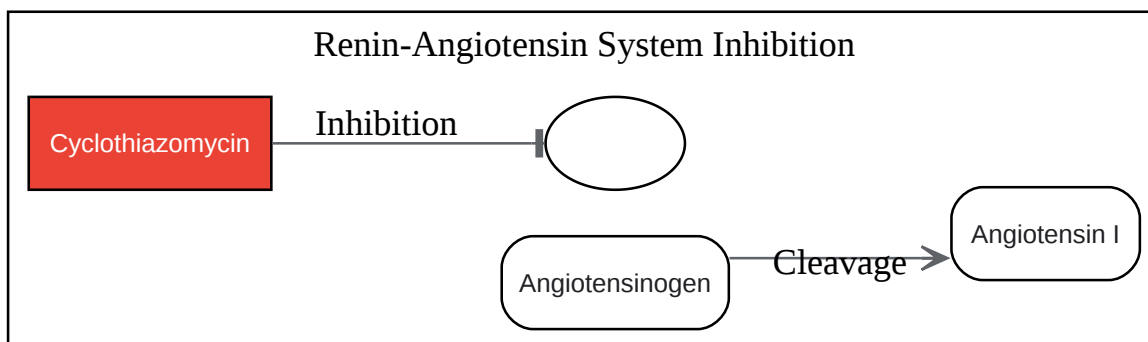 Renin-Angiotensin System Inhibition
Cyclothiazomycin
Inhibition
Angiotensinogen
Cleavage
Angiotensin I